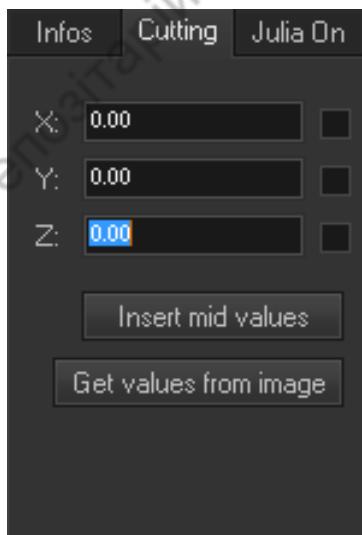 Infos Cutting Julia On
X: 0.00
Y: 0.00
Z: 0.00
Insert mid values
Get values from image